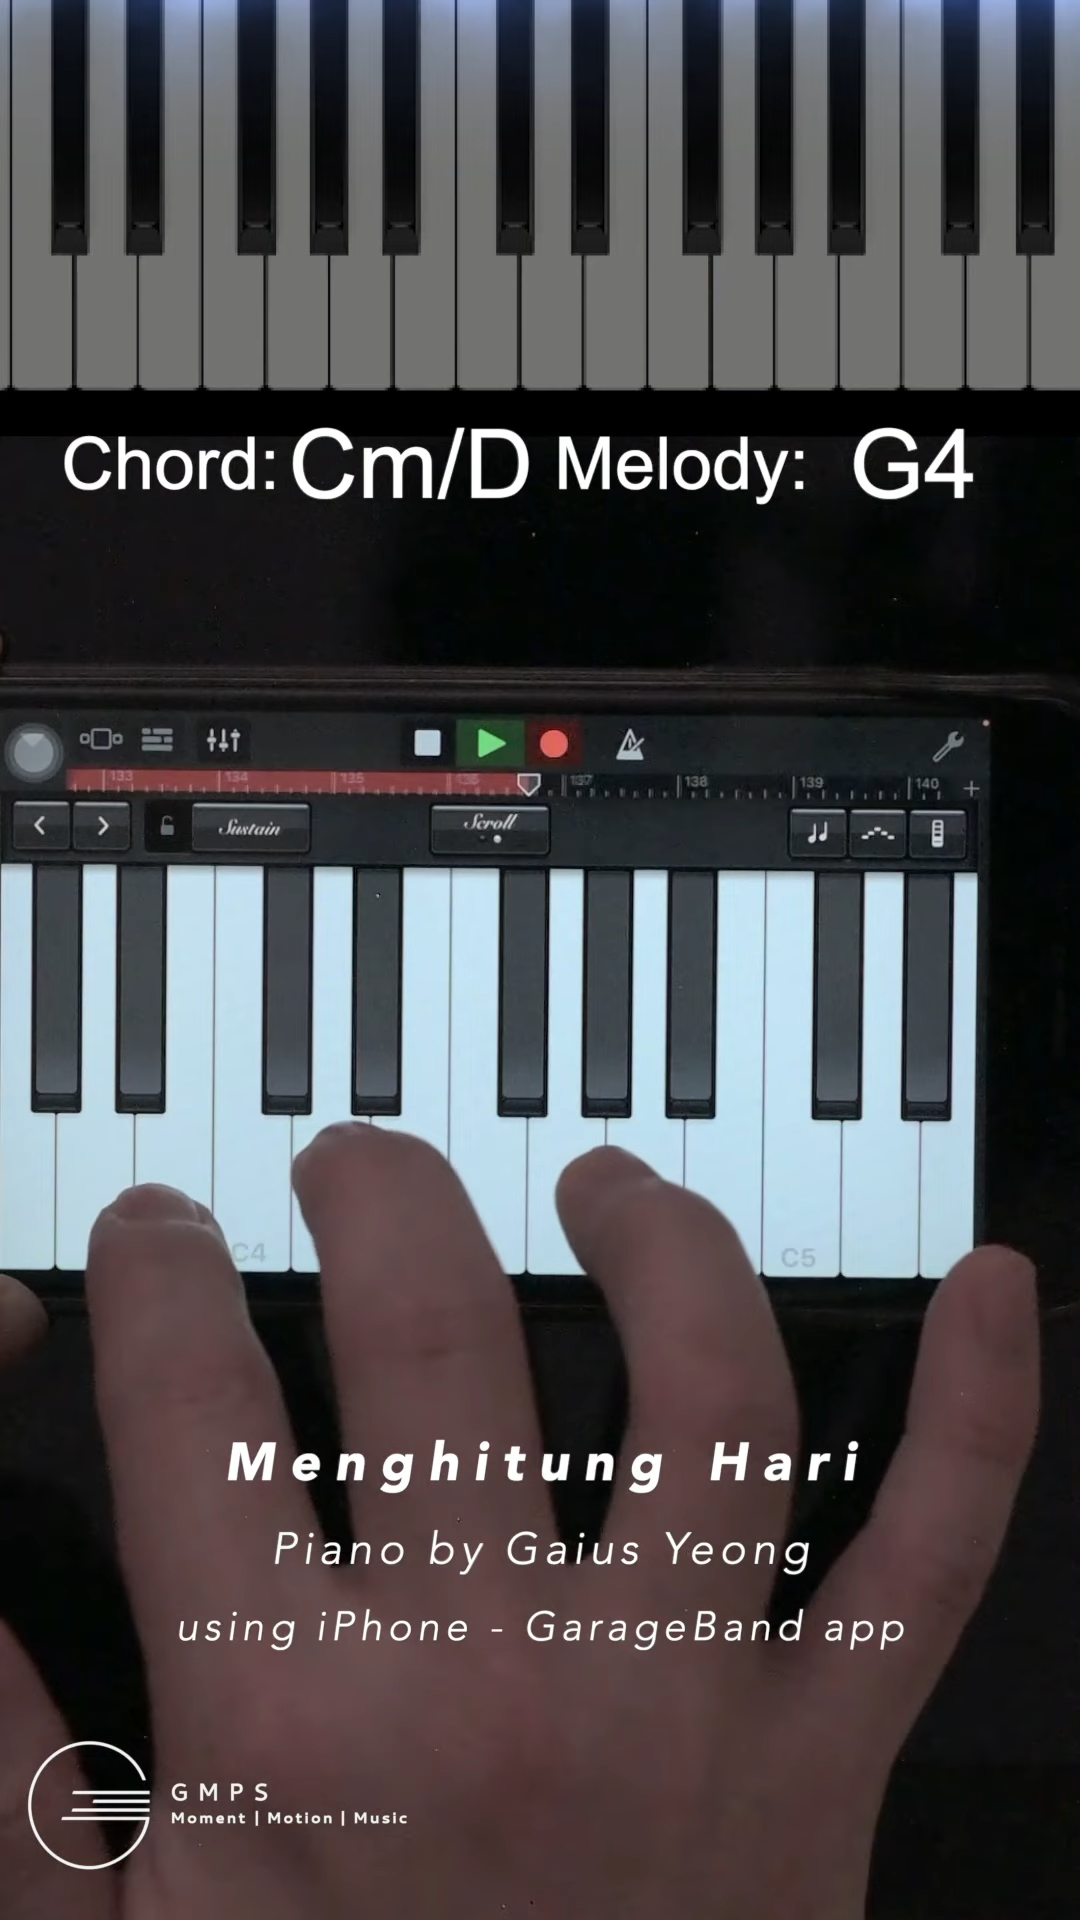 Chord: Cm/D Melody: G4
133 134 135 136 137 138 139 140
Sustain
Scroll
C4
C5
Menghitung Hari
Piano by Gaius Yeong
using iPhone - GarageBand app
GMPS
Moment | Motion | Music